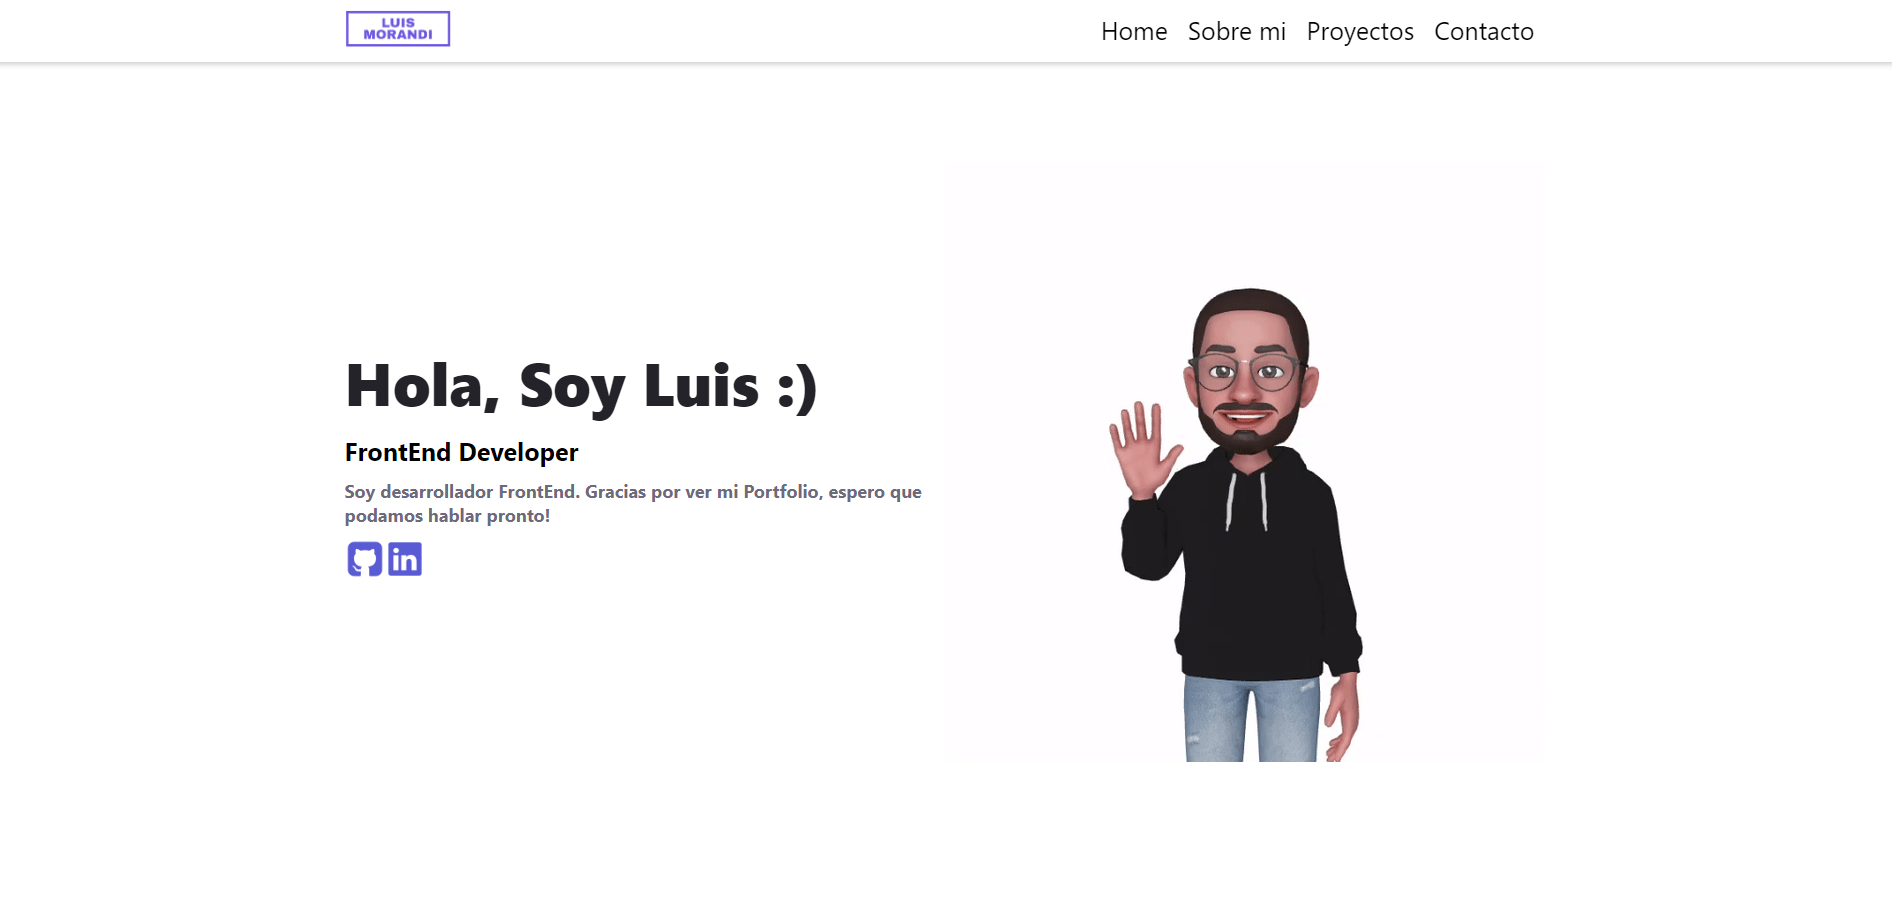 LUIS
MORANDI
Home Sobre mi Proyectos Contacto
Hola, Soy Luis :)
FrontEnd Developer
Soy desarrollador FrontEnd. Gracias por ver mi Portfolio, espero que
podamos hablar pronto!
in